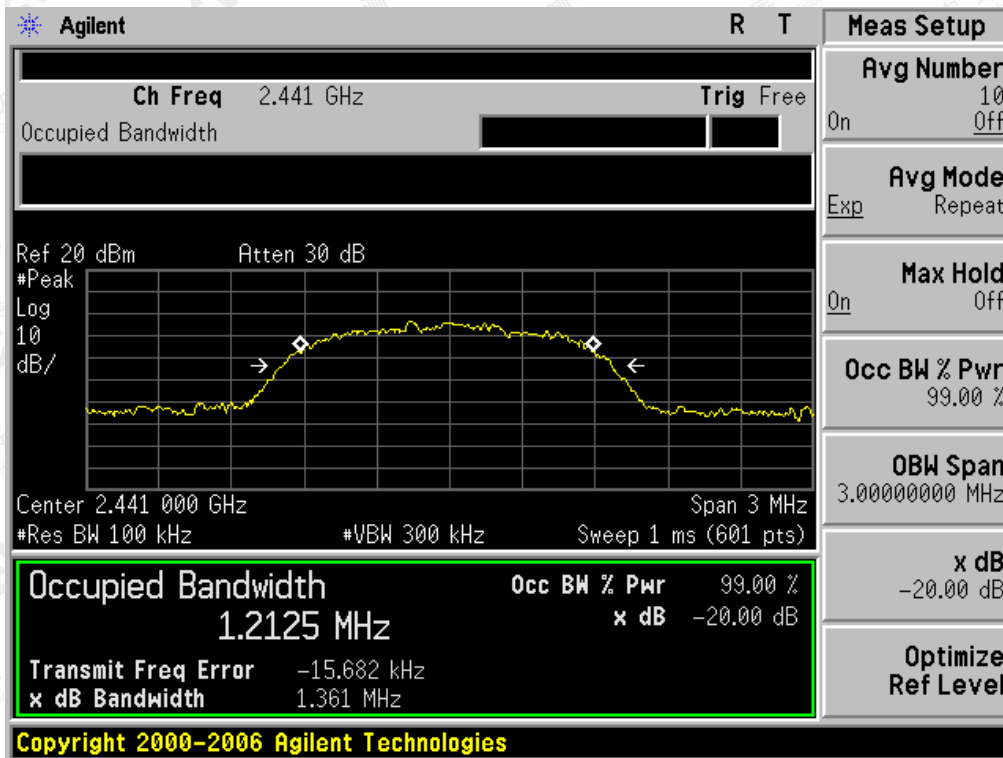 Agilent R T
Ch Freq 2.441 GHz Trig Free
Occupied Bandwidth
Ref 20 dBm Atten 30 dB
#Peak
Log
10
dB/
Center 2.441 000 GHz Span 3 MHz
#Res BW 100 kHz #VBW 300 kHz Sweep 1 ms (601 pts)
Occupied Bandwidth Occ BW % Pwr 99.00 %
1.2125 MHz x dB -20.00 dB
Transmit Freq Error -15.682 kHz
x dB Bandwidth 1.361 MHz
Copyright 2000-2006 Agilent Technologies
Meas Setup
Avg Number
10
On Off
Avg Mode
Exp Repeat
Max Hold
On Off
Occ BW % Pwr
99.00 %
OBW Span
3.00000000 MHz
x dB
-20.00 dB
Optimize
Ref Level